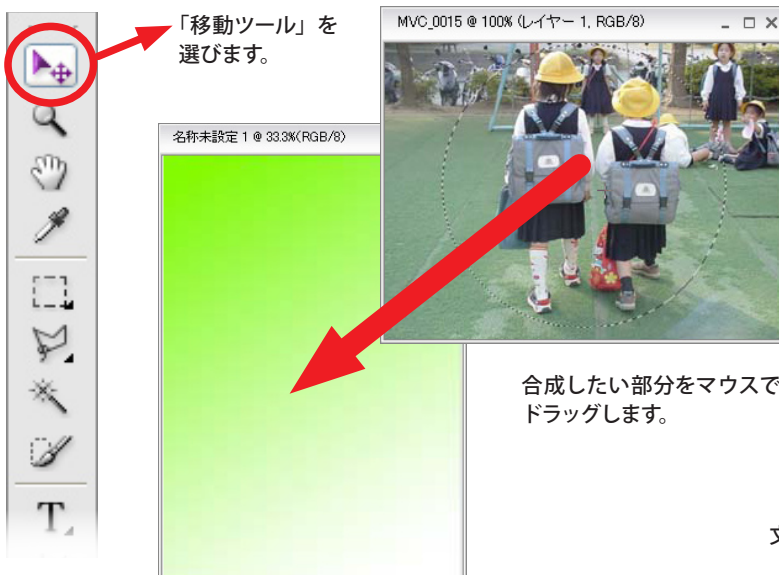 「移動ツール」を
選びます。
MVC_0015 @ 100% (レイヤー 1, RGB/8)
名称未設定 1 @ 33.3%(RGB/8)
合成したい部分をマウスで
ドラッグします。
T